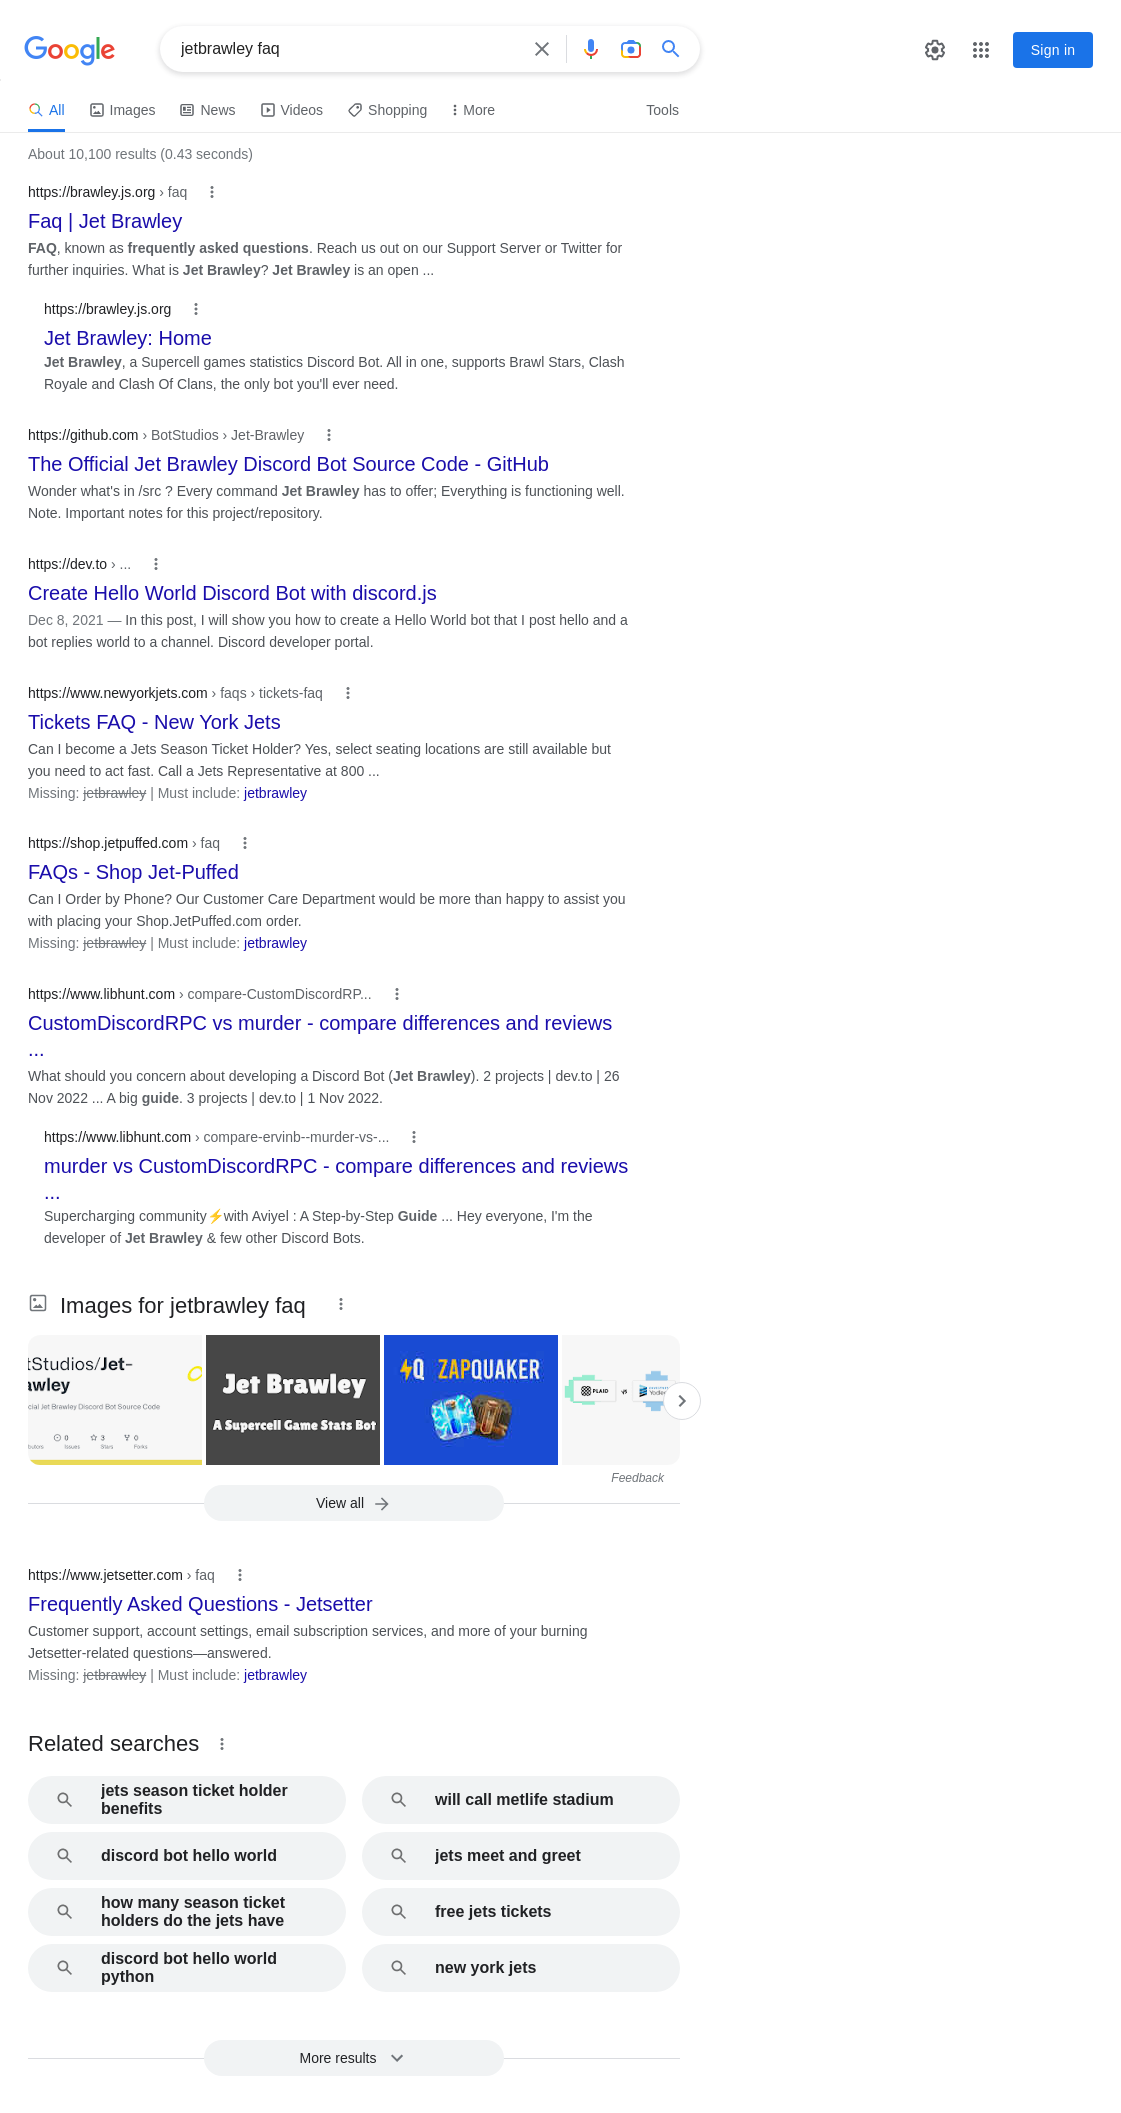 Google
jetbrawley faq
Sign in
All
Images
News
Videos
Shopping
More
Tools
About 10,100 results (0.43 seconds)
https://brawley.js.org › faq
Faq | Jet Brawley
FAQ, known as frequently asked questions. Reach us out on our Support Server or Twitter for
further inquiries. What is Jet Brawley? Jet Brawley is an open ...
https://brawley.js.org
Jet Brawley: Home
Jet Brawley, a Supercell games statistics Discord Bot. All in one, supports Brawl Stars, Clash
Royale and Clash Of Clans, the only bot you'll ever need.
https://github.com › BotStudios › Jet-Brawley
The Official Jet Brawley Discord Bot Source Code - GitHub
Wonder what's in /src ? Every command Jet Brawley has to offer; Everything is functioning well.
Note. Important notes for this project/repository.
https://dev.to › ...
Create Hello World Discord Bot with discord.js
Dec 8, 2021 — In this post, I will show you how to create a Hello World bot that I post hello and a
bot replies world to a channel. Discord developer portal.
https://www.newyorkjets.com › faqs › tickets-faq
Tickets FAQ - New York Jets
Can I become a Jets Season Ticket Holder? Yes, select seating locations are still available but
you need to act fast. Call a Jets Representative at 800 ...
Missing: jetbrawley | Must include: jetbrawley
https://shop.jetpuffed.com › faq
FAQs - Shop Jet-Puffed
Can I Order by Phone? Our Customer Care Department would be more than happy to assist you
with placing your Shop.JetPuffed.com order.
Missing: jetbrawley | Must include: jetbrawley
https://www.libhunt.com › compare-CustomDiscordRP...
CustomDiscordRPC vs murder - compare differences and reviews
...
What should you concern about developing a Discord Bot (Jet Brawley). 2 projects | dev.to | 26
Nov 2022 ... A big guide. 3 projects | dev.to | 1 Nov 2022.
https://www.libhunt.com › compare-ervinb--murder-vs-...
murder vs CustomDiscordRPC - compare differences and reviews
...
Supercharging community⚡with Aviyel : A Step-by-Step Guide ... Hey everyone, I'm the
developer of Jet Brawley & few other Discord Bots.
Images for jetbrawley faq
tStudios/Jet-
awley
cial Jet Brawley Discord Bot Source Code
0
3
0
butors
Issues
Stars
Forks
Jet Brawley
A Supercell Game Stats Bot
Q ZAPQUAKER
PLAID
vs
Yodlee
Feedback
View all
https://www.jetsetter.com › faq
Frequently Asked Questions - Jetsetter
Customer support, account settings, email subscription services, and more of your burning
Jetsetter-related questions—answered.
Missing: jetbrawley | Must include: jetbrawley
Related searches
jets season ticket holder
benefits
will call metlife stadium
discord bot hello world
jets meet and greet
how many season ticket
holders do the jets have
free jets tickets
discord bot hello world
python
new york jets
More results